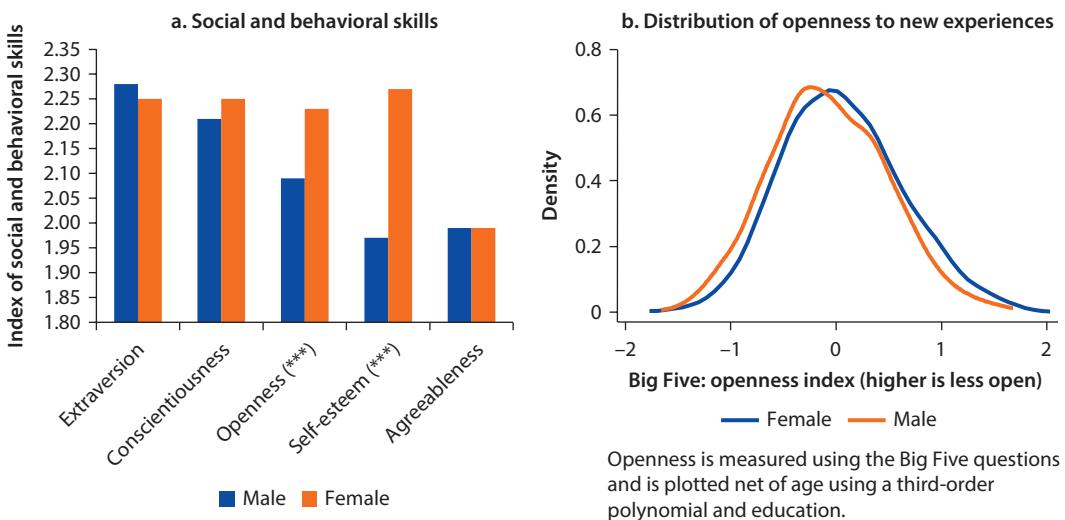 a. Social and behavioral skills
Index of social and behavioral skills
2.35
2.30
2.25
2.20
2.15
2.10
2.05
2.00
1.95
1.90
1.85
1.80
Extraversion
Conscientiousness
Openness (***)
Self-esteem (***)
Agreeableness
Male Female
b. Distribution of openness to new experiences
Density
0.8
0.6
0.4
0.2
0
–2 –1 0 1 2
Big Five: openness index (higher is less open)
Female Male
Openness is measured using the Big Five questions
and is plotted net of age using a third-order
polynomial and education.